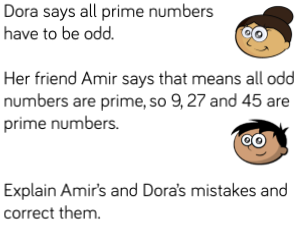 Dora says all prime numbers
have to be odd.
Her friend Amir says that means all odd
numbers are prime, so 9, 27 and 45 are
prime numbers.
Explain Amir's and Dora's mistakes and
correct them.